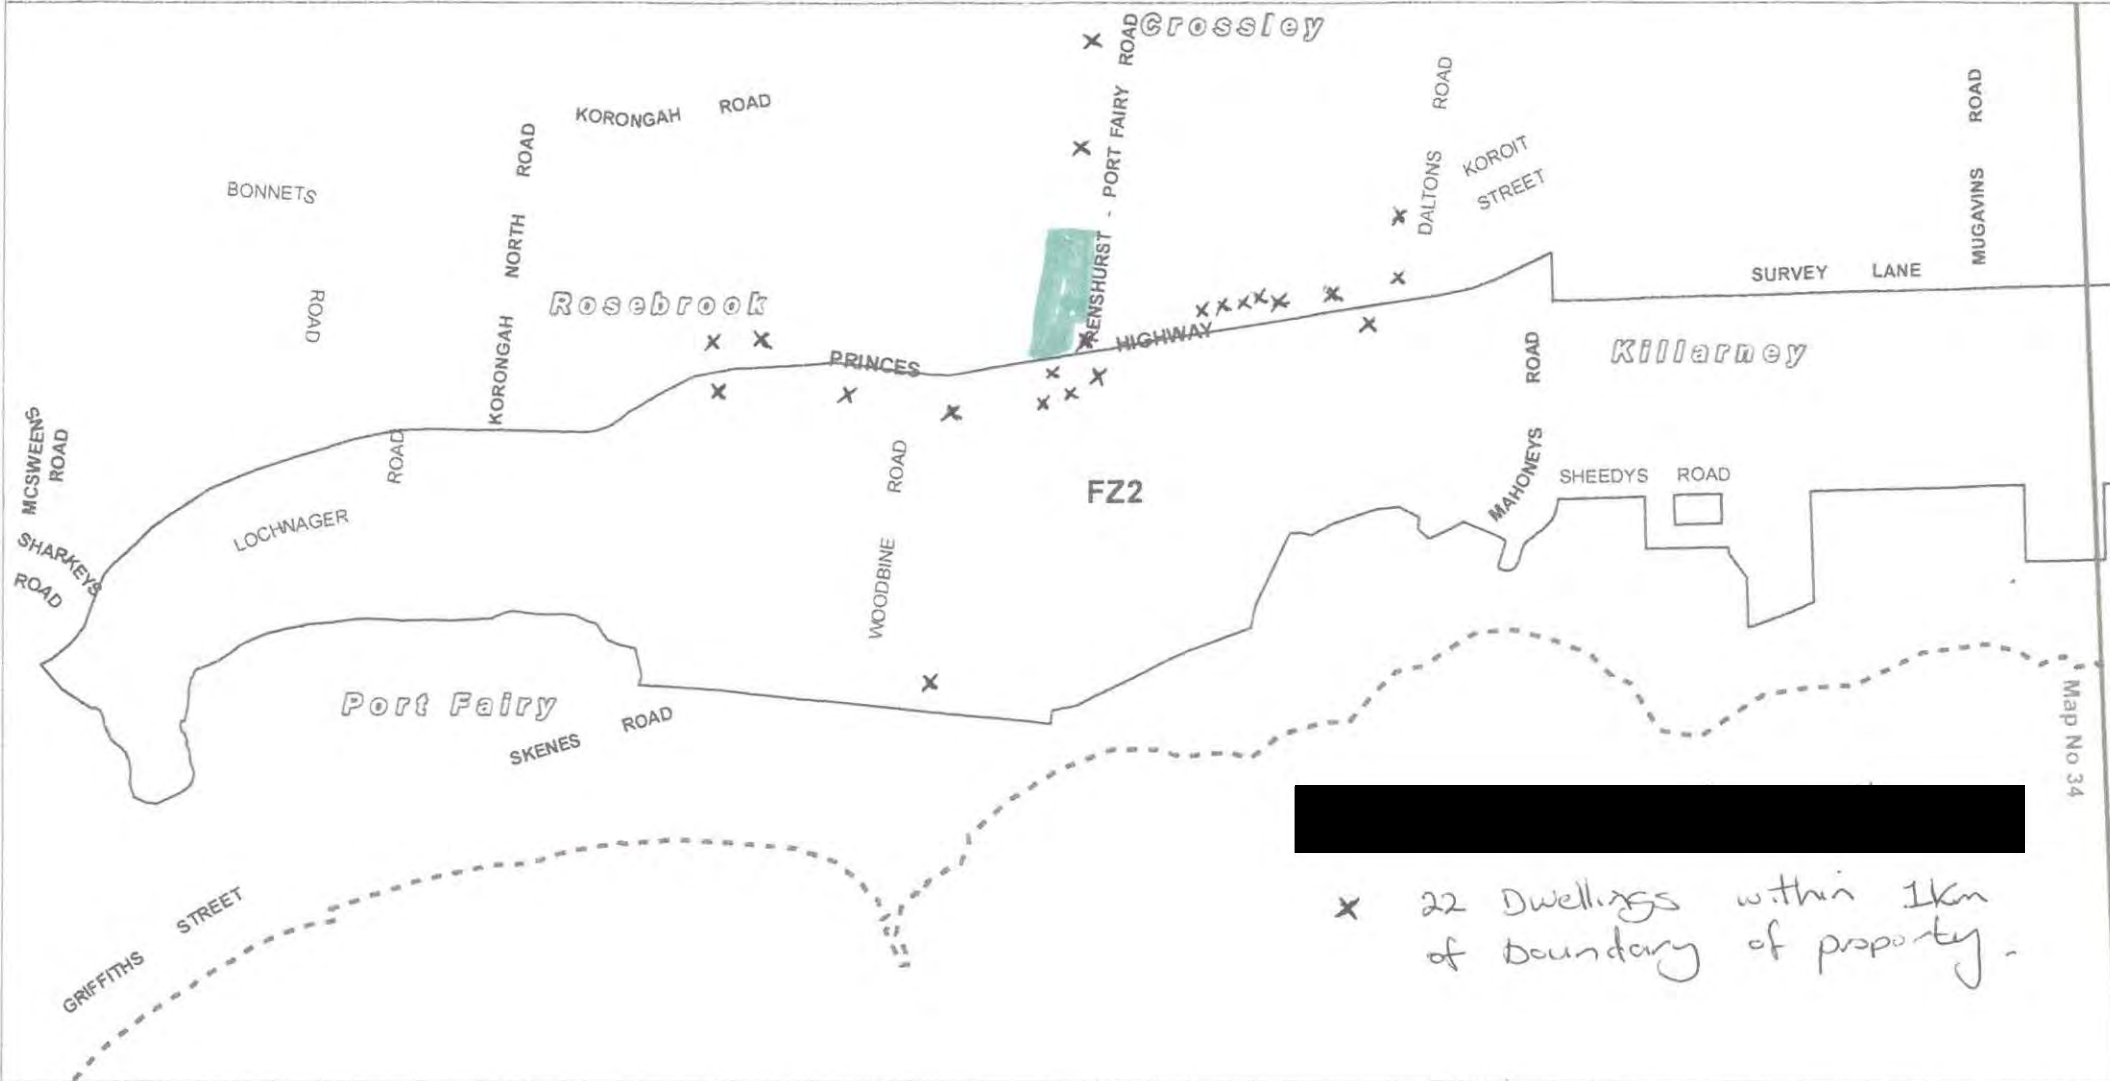 Crossley
KORONGAH ROAD
KORONGAH NORTH ROAD
BONNETS
ROAD
PENSHURST - PORT FAIRY ROAD
DALTONS ROAD
KOROIT
STREET
MUGAVINS ROAD
SURVEY LANE
Rosebrook
PRINCES HIGHWAY
Killarney
MAHONEYS ROAD
SHEEDYS ROAD
MCSWEENS
ROAD
SHARKEYS
ROAD
LOCHNAGER ROAD
WOODBINE ROAD
FZ2
Port Fairy
SKENES ROAD
GRIFFITHS STREET
Map No 34
x 22 Dwellings within 1km
of boundary of property.